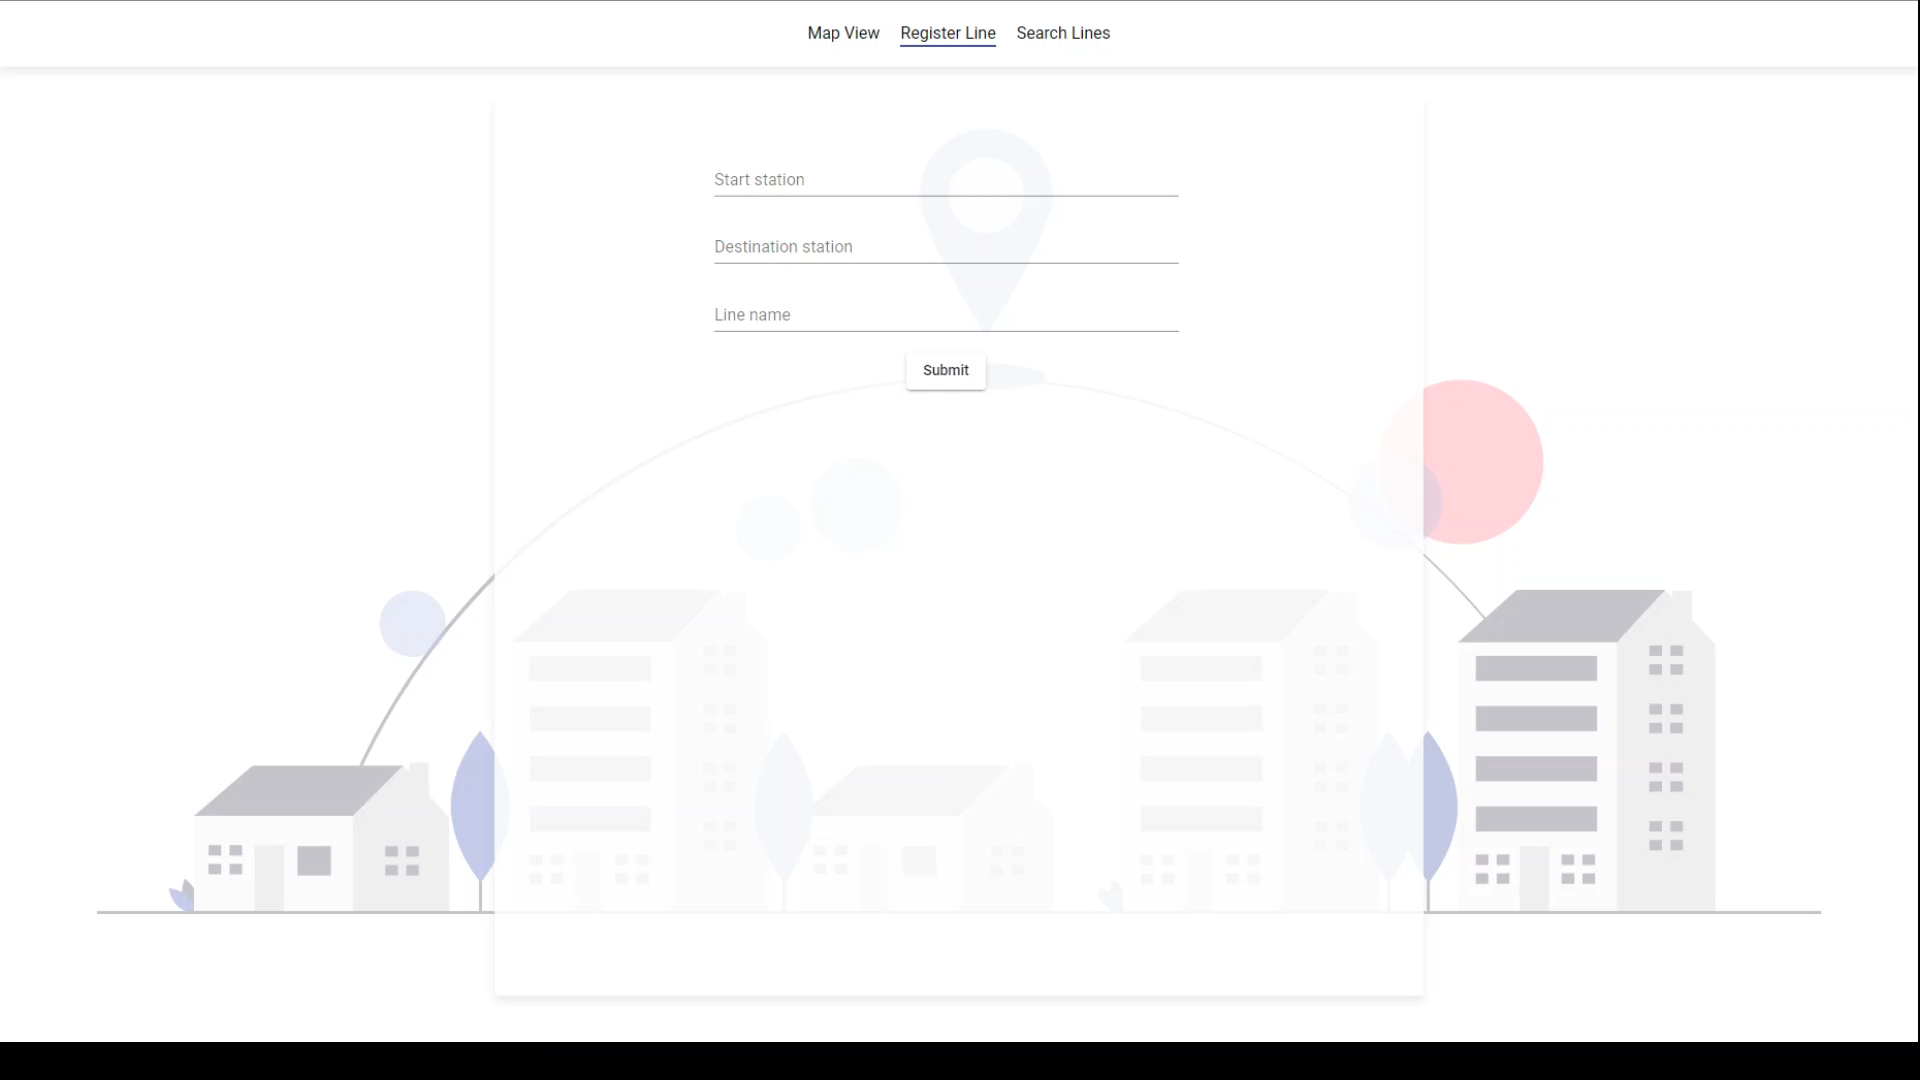 Map View Register Line Search Lines
Start station
Destination station
Line name
Submit